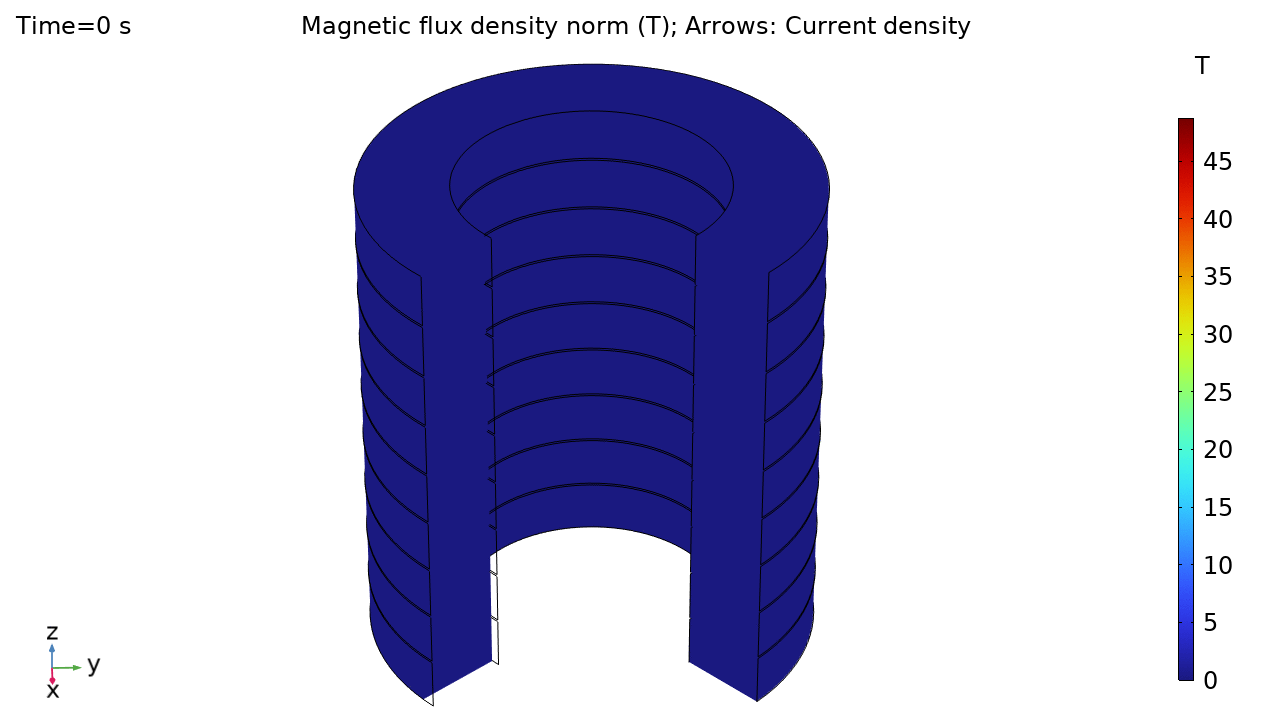 Time=0 s
Magnetic flux density norm (T); Arrows: Current density
T
45
40
35
30
25
20
15
10
5
0
z
y
x